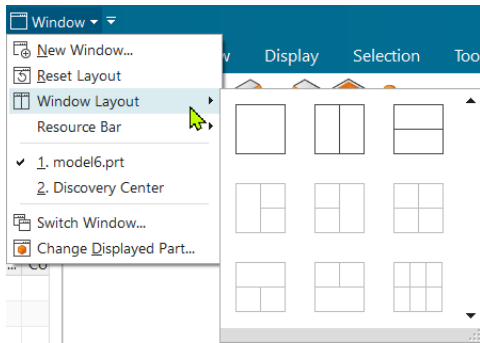 Window
New Window...
Display
Selection
Reset Layout
Window Layout
Resource Bar
1. model6.prt
2. Discovery Center
Switch Window...
Change Displayed Part...